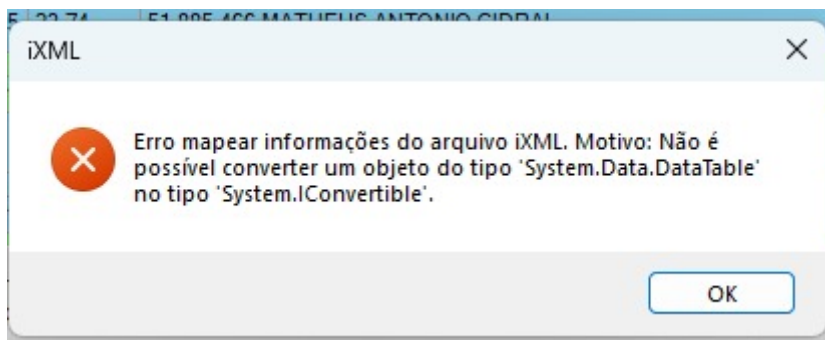 iXML
Erro mapear informações do arquivo iXML. Motivo: Não é
possível converter um objeto do tipo 'System.Data.DataTable'
no tipo 'System.IConvertible'.
OK